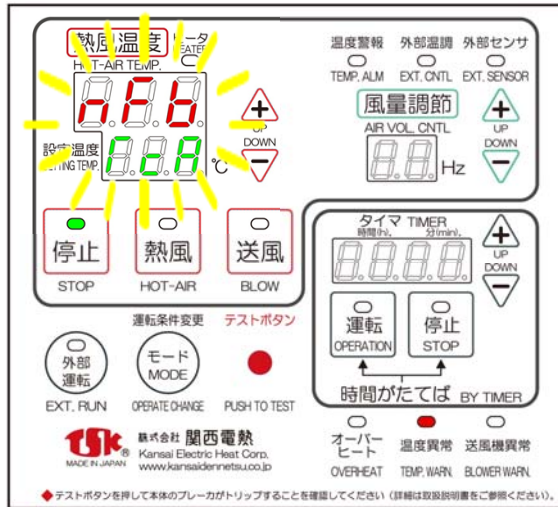 熱風温度
ヒータ
HEATER
HOT-AIR TEMP.
nFb
UP
設定温度
DOWN
SETTING TEMP.
CcA
℃
温度警報 外部温調 外部センサ
TEMP. ALM EXT. CNTL EXT. SENSOR
風量調節
AIR VOL. CNTL
8.8.
Hz
UP
DOWN
停止 熱風 送風
STOP HOT-AIR BLOW
タイマ TIMER
時間(h). 分(min).
8.8.8.8.
UP
DOWN
運転
OPERATION
停止
STOP
時間がたてば BY TIMER
運転条件変更
テストボタン
外部
運転
モード
MODE
EXT. RUN OPERATE CHANGE PUSH TO TEST
TSK
MADE IN JAPAN
株式会社 関西電熱
Kansai Electric Heat Corp.
www.kansaidennetsu.co.jp
オーバー
ヒート
温度異常 送風機異常
OVERHEAT TEMP. WARN. BLOWER WARN.
◆テストボタンを押して本体のブレーカがトリップすることを確認してください（詳細は取扱説明書をご参照ください）。